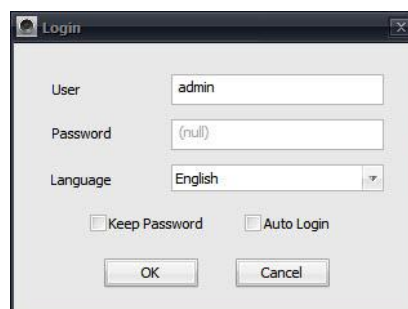 Login
User admin
Password (null)
Language English
Keep Password Auto Login
OK Cancel